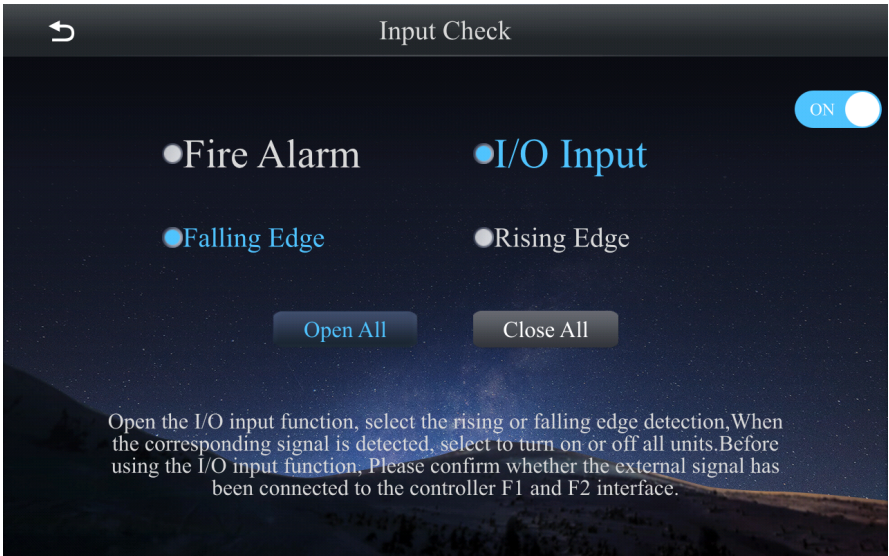 Input Check
ON
Fire Alarm
I/O Input
Falling Edge
Rising Edge
Open All
Close All
Open the I/O input function, select the rising or falling edge detection,When
the corresponding signal is detected, select to turn on or off all units.Before
using the I/O input function, Please confirm whether the external signal has
been connected to the controller F1 and F2 interface.